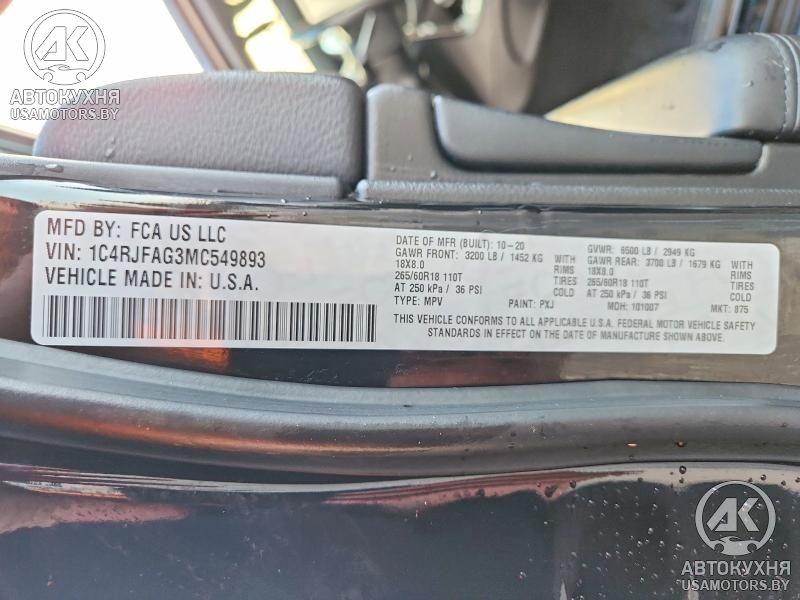 AK
АВТОКУХНЯ
USAMOTORS.BY
MFD BY: FCA US LLC
VIN: 1C4RJFAG3MC549893
VEHICLE MADE IN: U.S.A.
DATE OF MFR (BUILT): 10-20 GVWR: 6500 LB / 2949 KG
GAWR FRONT: 3200 LB / 1452 KG WITH GAWR REAR: 3700 LB / 1679 KG WITH
18X8.0 RIMS 18X8.0 RIMS
265/60R18 110T TIRES 265/60R18 110T TIRES
AT 250 kPa / 36 PSI COLD AT 250 kPa / 36 PSI COLD
TYPE: MPV PAINT: PXJ MDH: 101007 MKT: 875
THIS VEHICLE CONFORMS TO ALL APPLICABLE U.S.A. FEDERAL MOTOR VEHICLE SAFETY
STANDARDS IN EFFECT ON THE DATE OF MANUFACTURE SHOWN ABOVE.
AK
АВТОКУХНЯ
USAMOTORS.BY